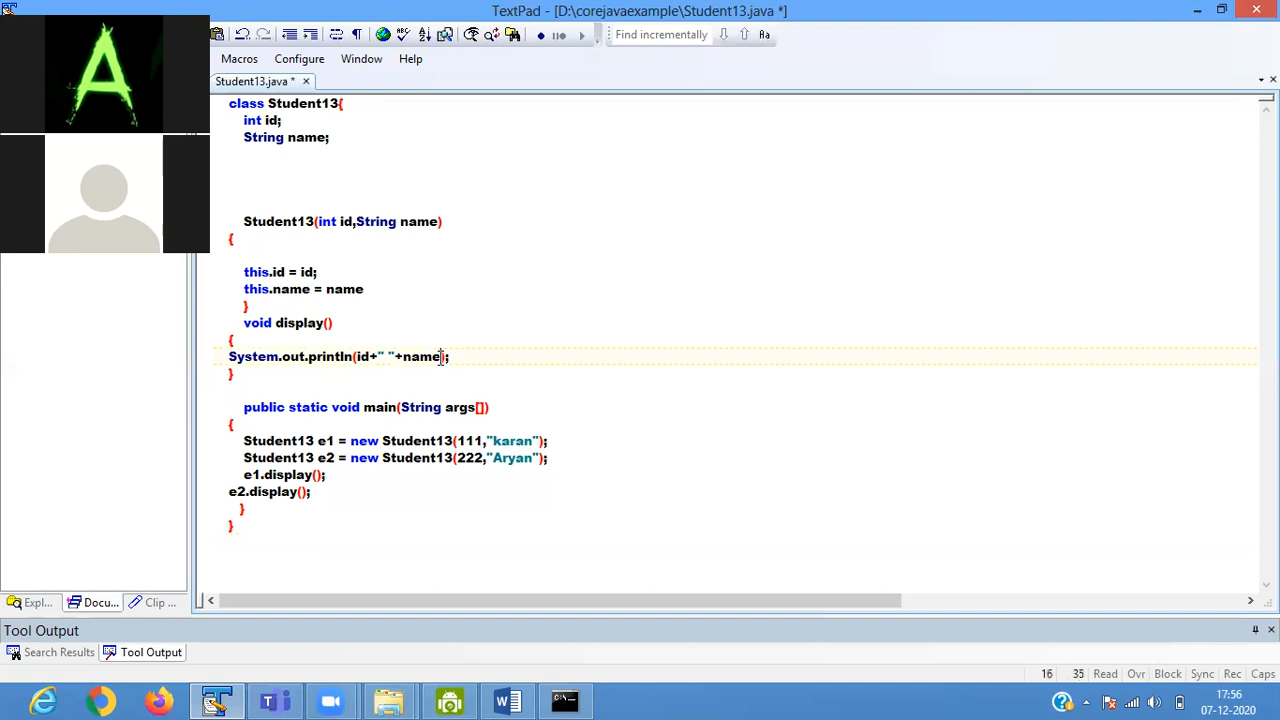 TextPad - [D:\corejavaexample\Student13.java *]
A
Find incrementally
Aa
Macros Configure Window Help
Student13.java *
class Student13{
int id;
String name;
Student13(int id,String name)
{
this.id = id;
this.name = name
}
void display()
{
System.out.println(id+" "+name);
}
public static void main(String args[])
{
Student13 e1 = new Student13(111,"karan");
Student13 e2 = new Student13(222,"Aryan");
e1.display();
e2.display();
}
}
Expl... Docu... Clip ...
Tool Output
Search Results Tool Output
16 35 Read Ovr Block Sync Rec Caps
17:56
07-12-2020